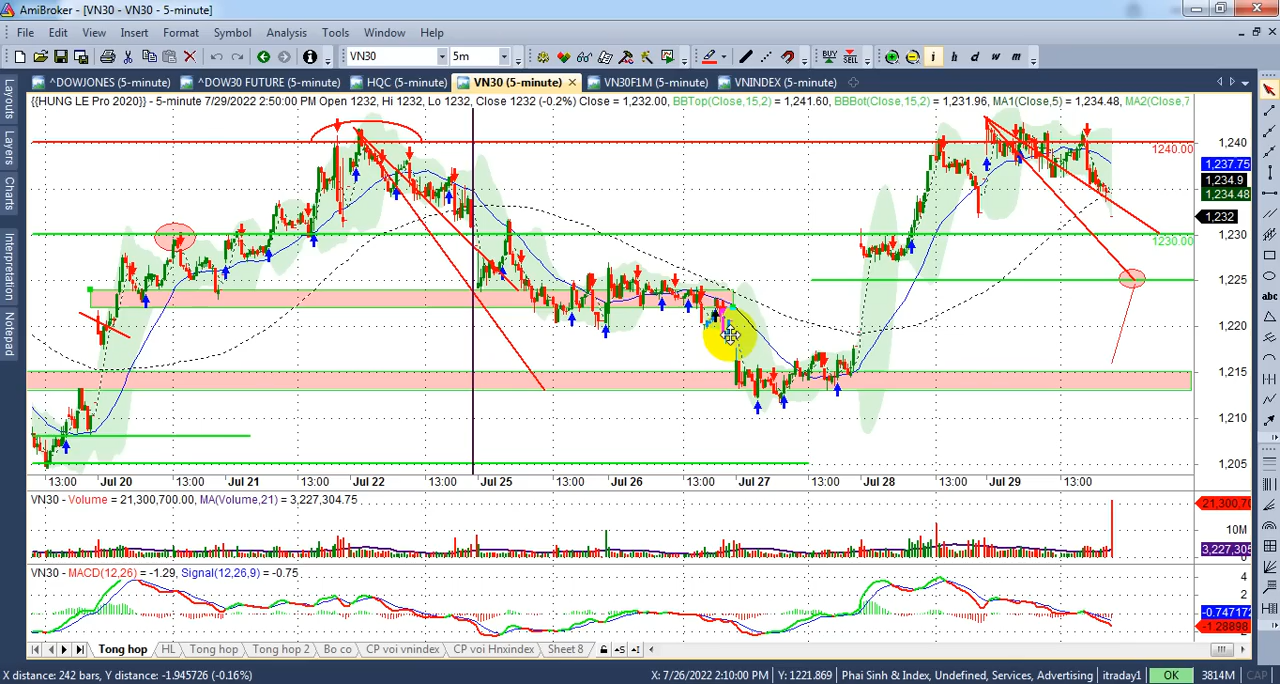 AmiBroker - [VN30 - VN30 - 5-minute]
File Edit View Insert Format Symbol Analysis Tools Window Help
VN30 5m BUY SELL i h d w m
^DOWJONES (5-minute) ^DOW30 FUTURE (5-minute) HQC (5-minute) VN30 (5-minute) VN30F1M (5-minute) VNINDEX (5-minute)
Layouts
Layers
Charts
Interpretation
Notepad
abc
{{HUNG LE Pro 2020}} - 5-minute 7/29/2022 2:50:00 PM Open 1232, Hi 1232, Lo 1232, Close 1232 (-0.2%) Close = 1,232.00, BBTop(Close,15,2) = 1,241.60, BBBot(Close,15,2) = 1,231.96, MA1(Close,5) = 1,234.48, MA2(Close,
1240.00
1230.00
1,240
1,237.75
1,234.9
1,234.48
1,232
1,230
1,225
1,220
1,215
1,210
1,205
13:00 Jul 20 13:00 Jul 21 13:00 Jul 22 13:00 Jul 25 13:00 Jul 26 13:00 Jul 27 13:00 Jul 28 13:00 Jul 29 13:00
VN30 - Volume = 21,300,700.00, MA(Volume,21) = 3,227,304.75
21,300,70
10M
3,227,305
VN30 - MACD(12,26) = -1.29, Signal(12,26,9) = -0.75
4
2
-0.747172
-1.28898
Tong hop HL Tong hop Tong hop 2 Bo co CP voi vnindex CP voi Hnxindex Sheet 8
X distance: 242 bars, Y distance: -1.945726 (-0.16%) X: 7/26/2022 2:10:00 PM Y: 1221.869 Phai Sinh & Index, Undefined, Services, Advertising itraday1 OK 3814M CAP